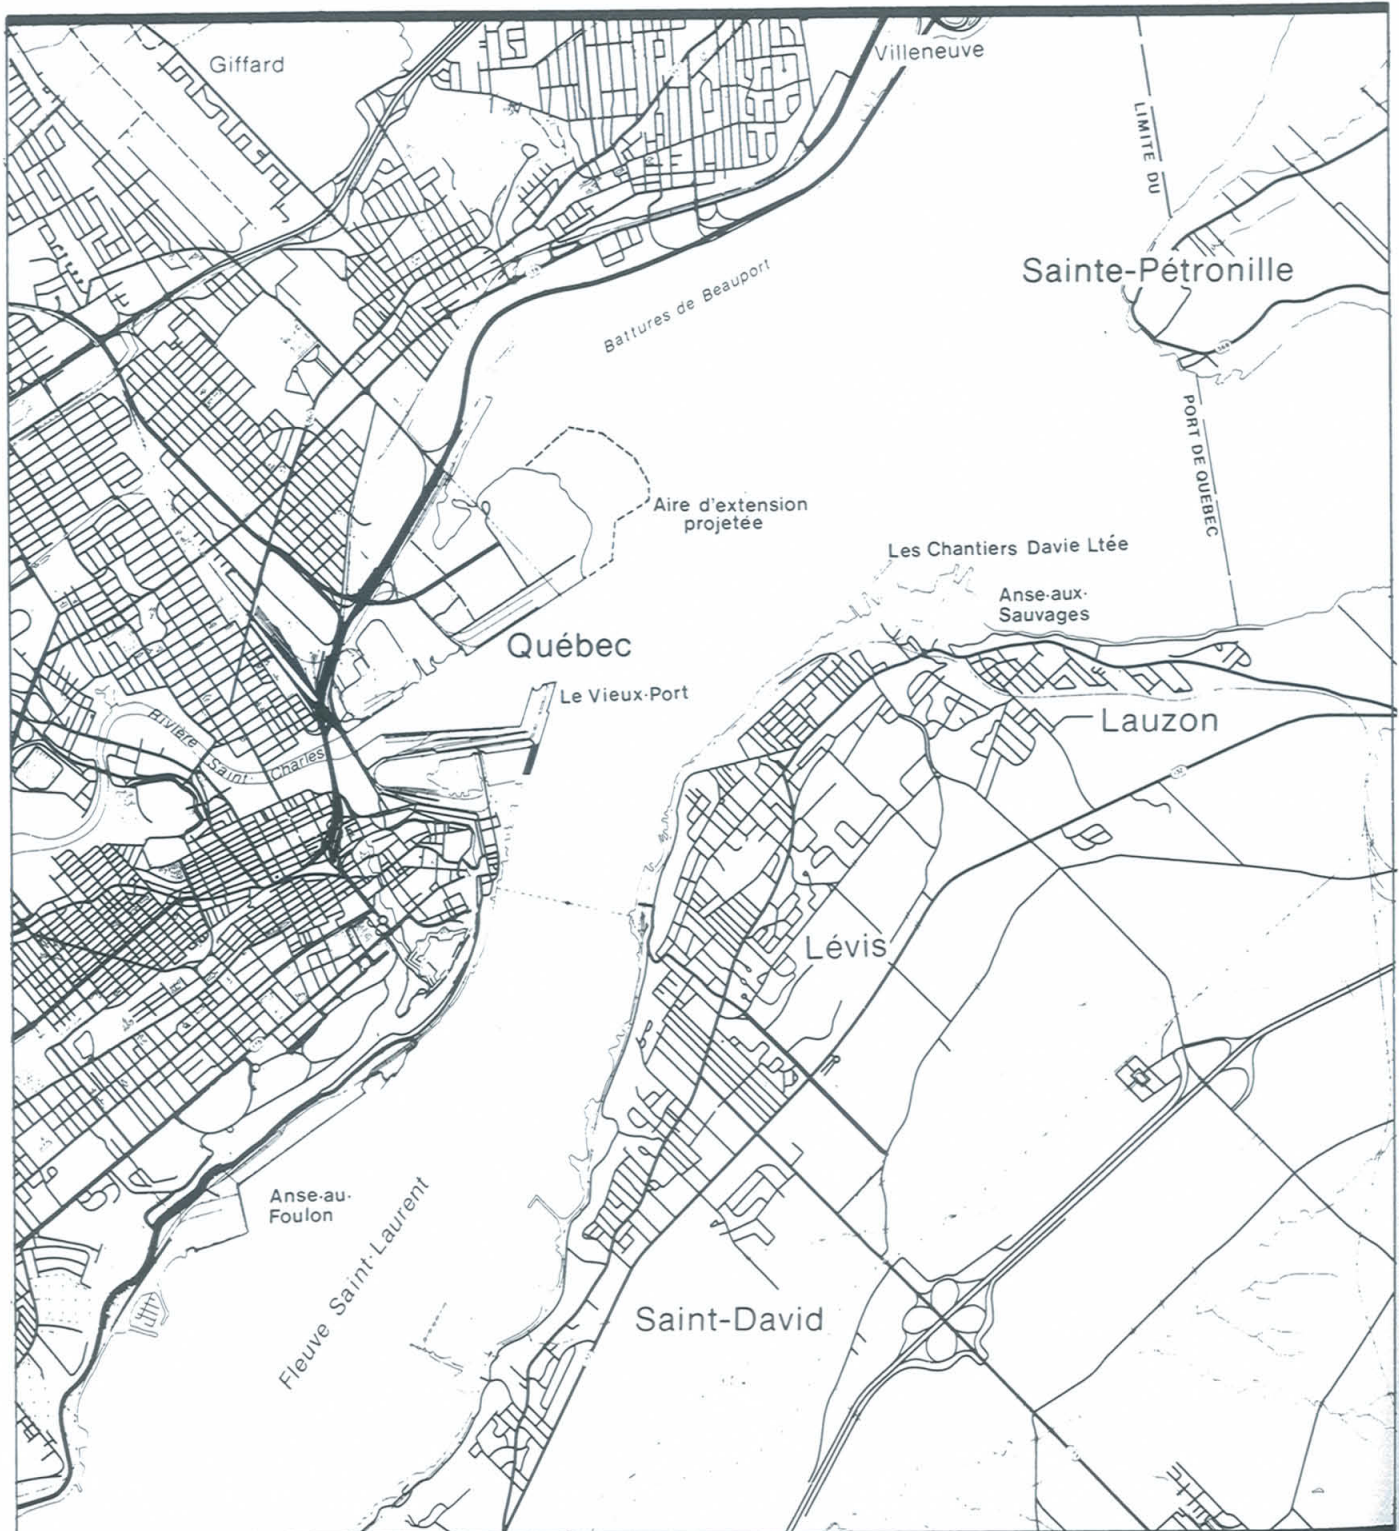 Giffard
Villeneuve
LIMITE DU
Sainte-Pétronille
Battures de Beauport
PORT DE QUEBEC
Aire d'extension
projetée
Les Chantiers Davie Ltée
Anse-aux-
Sauvages
Québec
Le Vieux-Port
Rivière Saint-Charles
Lauzon
Lévis
Anse-au-
Foulon
Fleuve Saint-Laurent
Saint-David